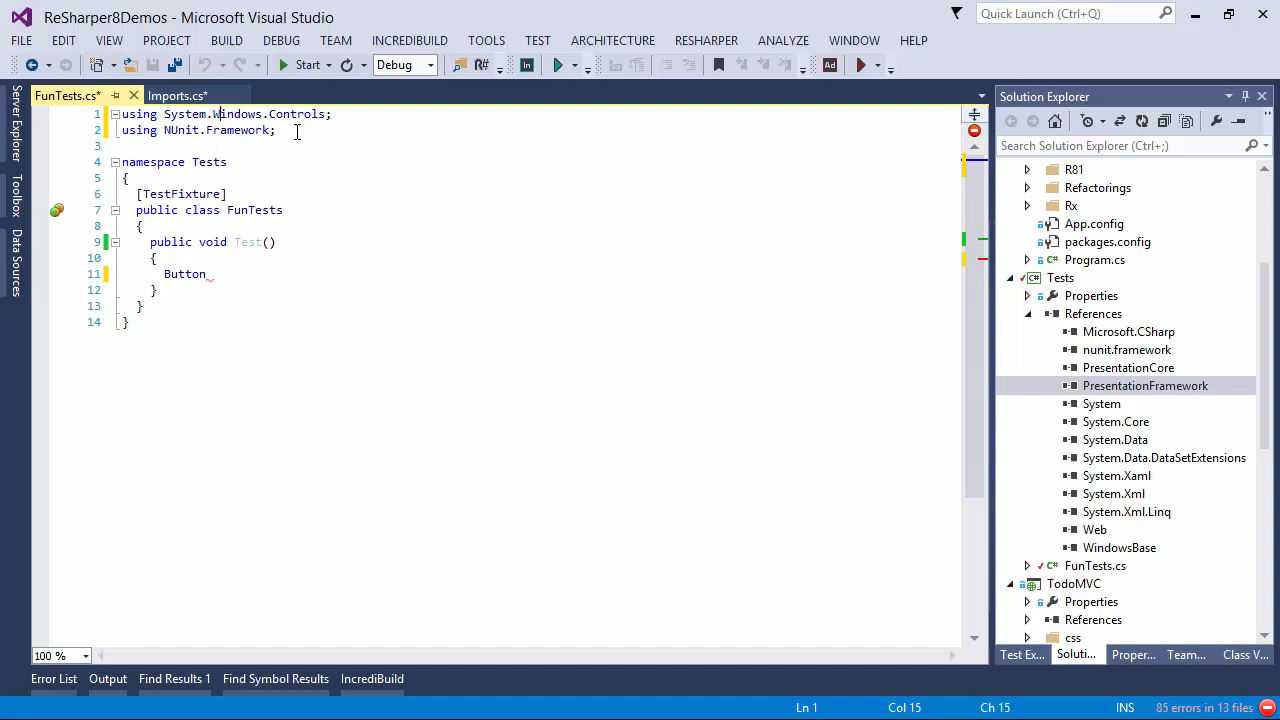 ReSharper8Demos - Microsoft Visual Studio
Quick Launch (Ctrl+Q)
FILE EDIT VIEW PROJECT BUILD DEBUG TEAM INCREDIBUILD TOOLS TEST ARCHITECTURE RESHARPER ANALYZE WINDOW HELP
Start Debug R# Ad
Server Explorer
Toolbox
Data Sources
FunTests.cs* Imports.cs*
1 using System.Windows.Controls;
2 using NUnit.Framework;
3
4 namespace Tests
5 {
6 [TestFixture]
7 public class FunTests
8 {
9 public void Test()
10 {
11 Button
12 }
13 }
14 }
100 %
Solution Explorer
Search Solution Explorer (Ctrl+;)
R81
Refactorings
Rx
App.config
packages.config
C# Program.cs
C# Tests
Properties
References
Microsoft.CSharp
nunit.framework
PresentationCore
PresentationFramework
System
System.Core
System.Data
System.Data.DataSetExtensions
System.Xaml
System.Xml
System.Xml.Linq
Web
WindowsBase
C# FunTests.cs
TodoMVC
Properties
References
css
Test Ex... Soluti... Proper... Team... Class V...
Error List Output Find Results 1 Find Symbol Results IncrediBuild
Ln 1 Col 15 Ch 15 INS 85 errors in 13 files